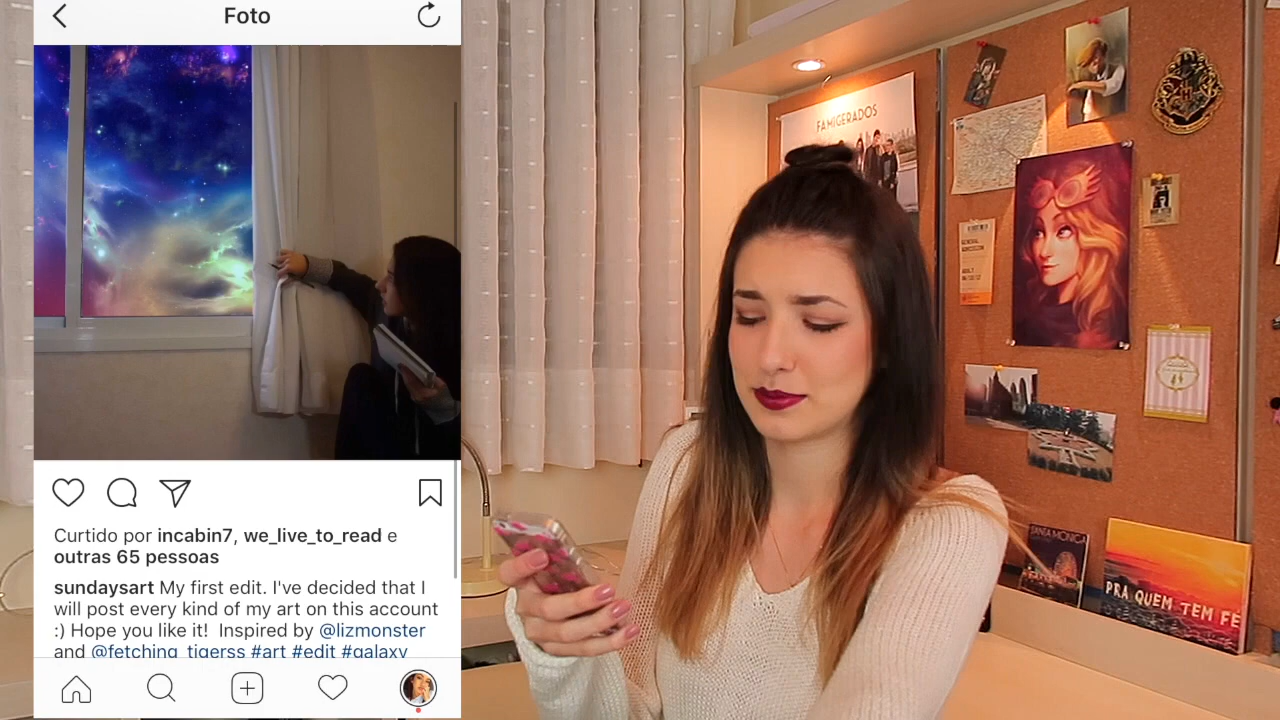 Foto
Curtido por incabin7, we_live_to_read e
outras 65 pessoas
sundaysart My first edit. I've decided that I
will post every kind of my art on this account
:) Hope you like it! Inspired by @lizmonster
and @fetching_tigerss #art #edit #galaxy
FAMIGERADOS
SANTA MONICA
PRA QUEM TEM FÉ